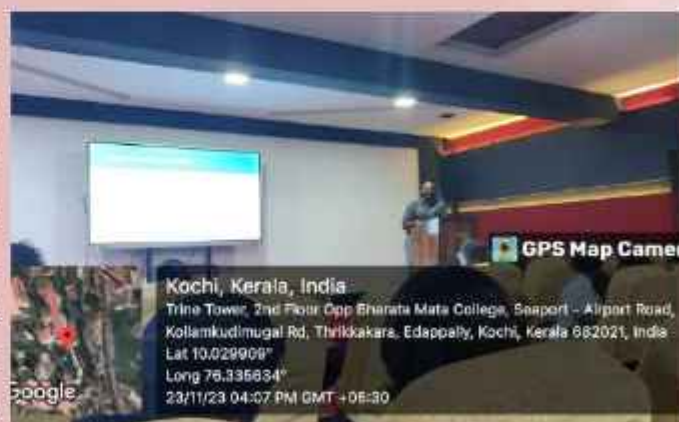 GPS Map Camer
Kochi, Kerala, India
Trine Tower, 2nd Floor Opp Bharata Mata College, Seaport - Airport Road,
Kollamkudimugal Rd, Thrikkakara, Edappally, Kochi, Kerala 682021, India
Lat 10.029909°
Long 76.335634°
23/11/23 04:07 PM GMT +05:30
Google